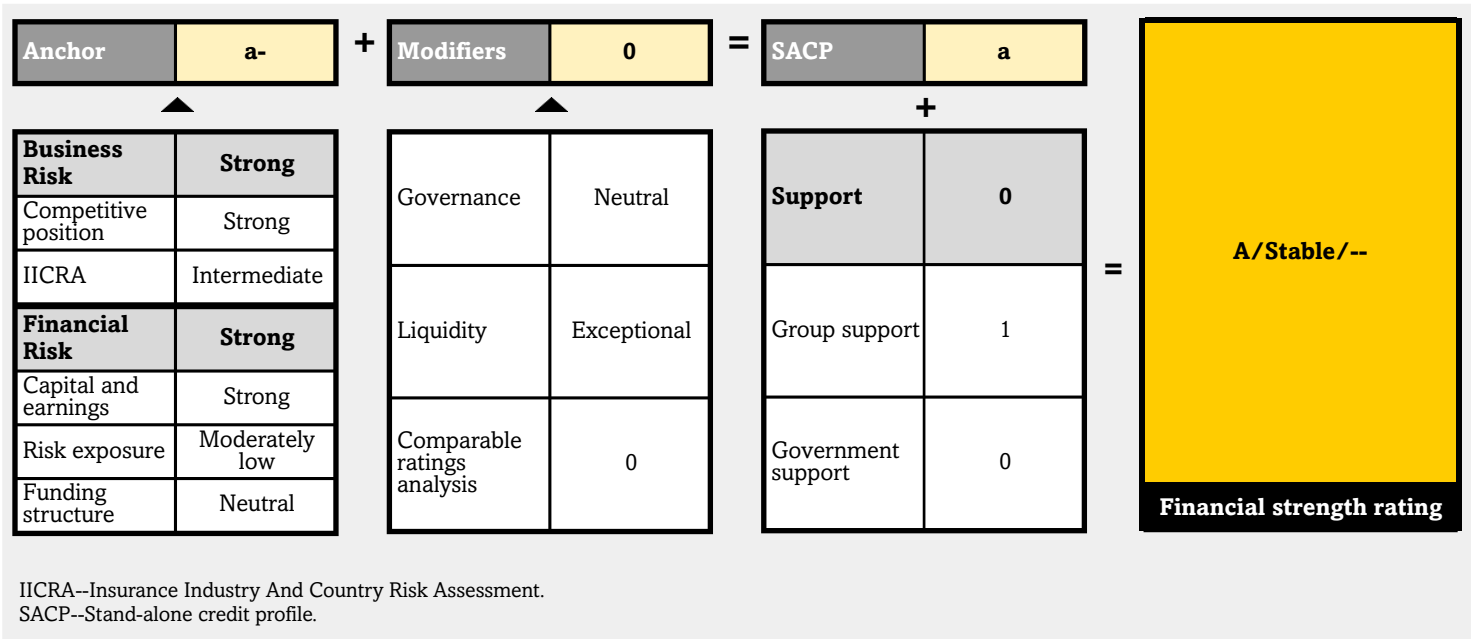 Anchor a- + Modifiers 0 = SACP a
+
Business
Risk
Strong
Competitive
position
Strong
IICRA Intermediate
Financial
Risk
Strong
Capital and
earnings
Strong
Risk exposure
Moderately
low
Funding
structure
Neutral
Governance Neutral
Liquidity Exceptional
Comparable
ratings
analysis
0
Support 0
Group support 1
Government
support
0
=
A/Stable/--
Financial strength rating
IICRA--Insurance Industry And Country Risk Assessment.
SACP--Stand-alone credit profile.